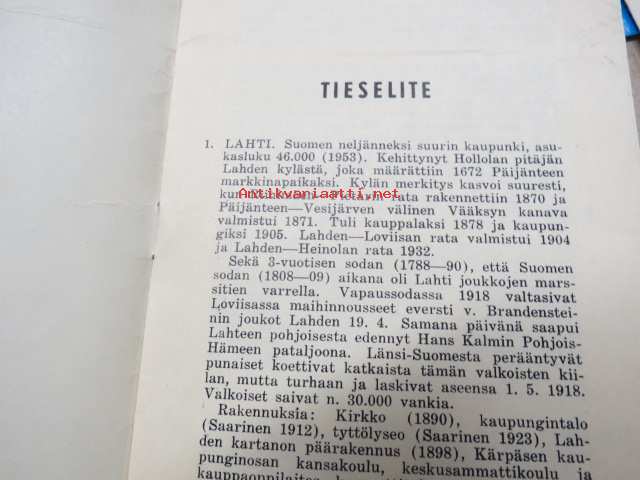 TIESELITE
1. LAHTI. Suomen neljänneksi suurin kaupunki, asu-
kasluku 46.000 (1953). Kehittynyt Hollolan pitäjän
Lahden kylästä, joka määrättiin 1672 Päijänteen
markkinapaikaksi. Kylän merkitys kasvoi suuresti,
Antiikvantiaatti.net
kun rata rakennettiin 1870 ja
Päijänteen—Vesijärven välinen Vääksyn kanava
valmistui 1871. Tuli kauppalaksi 1878 ja kaupun-
giksi 1905. Lahden—Loviisan rata valmistui 1904
ja Lahden—Heinolan rata 1932.
Sekä 3-vuotisen sodan (1788—90), että Suomen
sodan (1808—09) aikana oli Lahti joukkojen mars-
sitien varrella. Vapaussodassa 1918 valtasivat
Loviisassa maihinnousseet eversti v. Brandenstei-
nin joukot Lahden 19. 4. Samana päivänä saapui
Lahteen pohjoisesta edennyt Hans Kalmin Pohjois-
Hämeen pataljoona. Länsi-Suomesta perääntyvät
punaiset koettivat katkaista tämän valkoisten kii-
lan, mutta turhaan ja laskivat aseensa 1. 5. 1918.
Valkoiset saivat n. 30.000 vankia.
Rakennuksia: Kirkko (1890), kaupungintalo
(Saarinen 1912), tyttölyseo (Saarinen 1923), Lah-
den kartanon päärakennus (1898), Kärpäsen kau-
punginosan kansakoulu, keskusammattikoulu ja